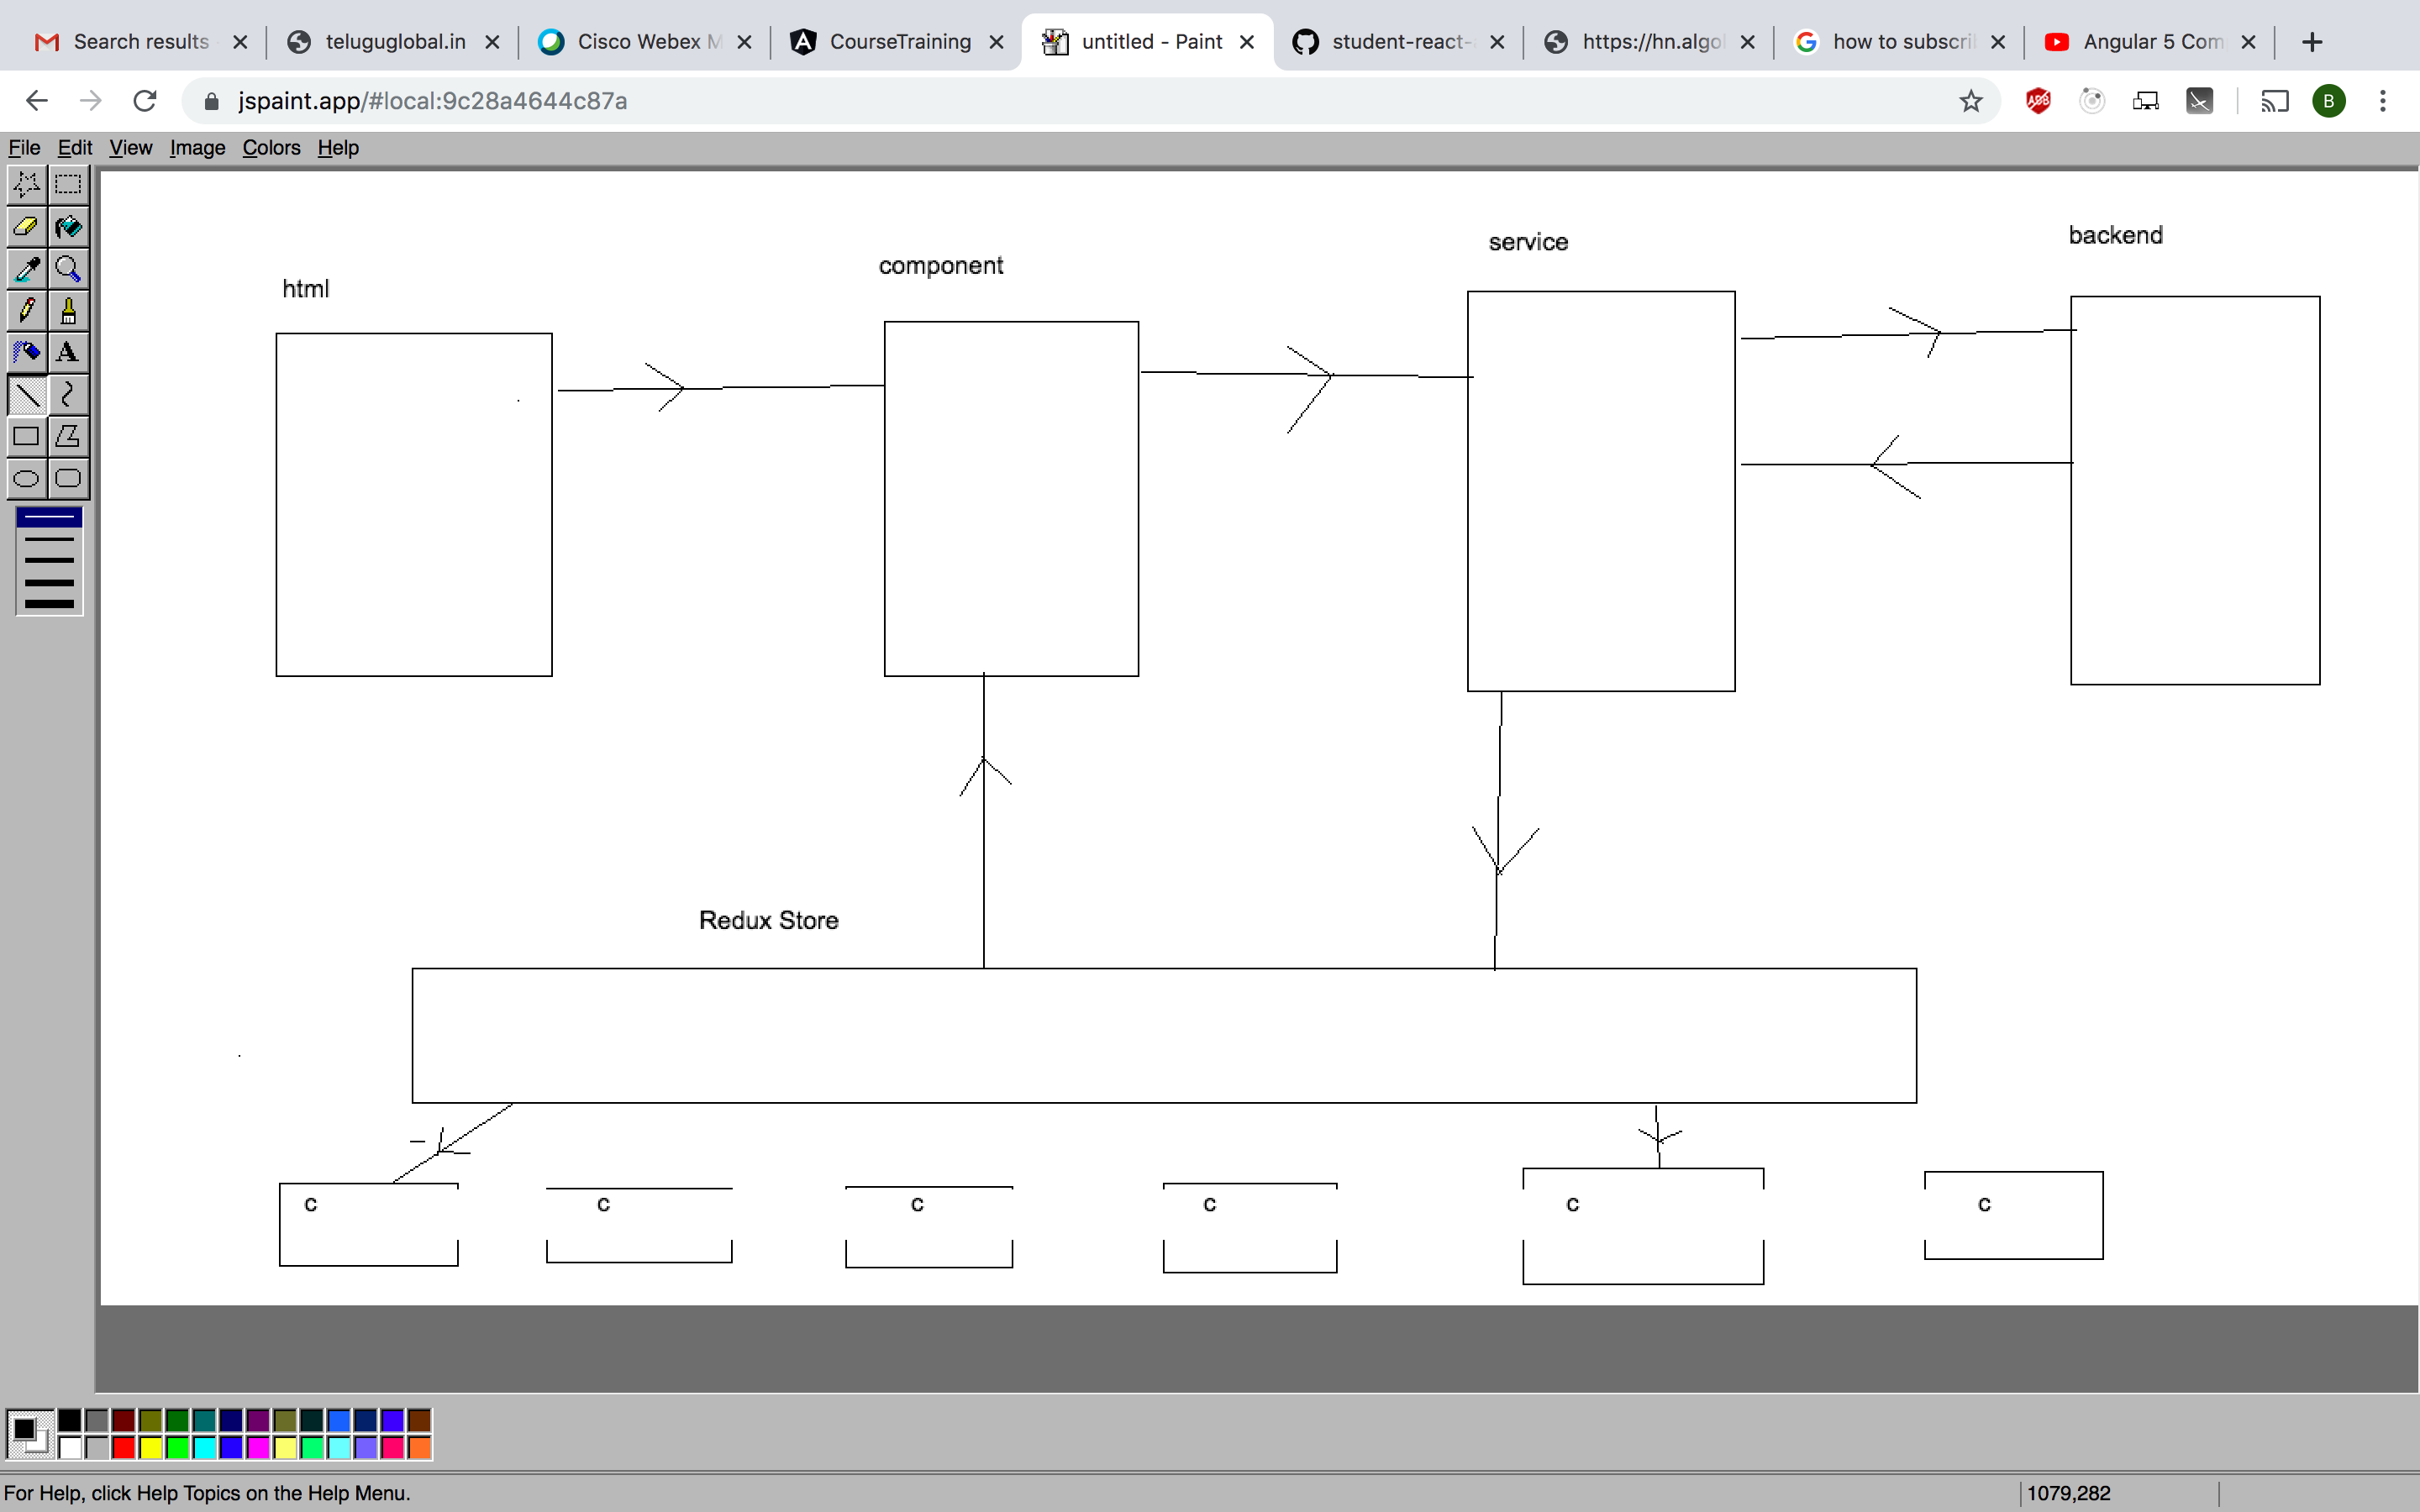 Search results
teluguglobal.in
Cisco Webex M
CourseTraining
untitled - Paint
student-react-
https://hn.algol
how to subscri
Angular 5 Com
jspaint.app/#local:9c28a4644c87a
ABP
B
File Edit View Image Colors Help
A
service
backend
component
html
Redux Store
c c c c c c
For Help, click Help Topics on the Help Menu.
1079,282